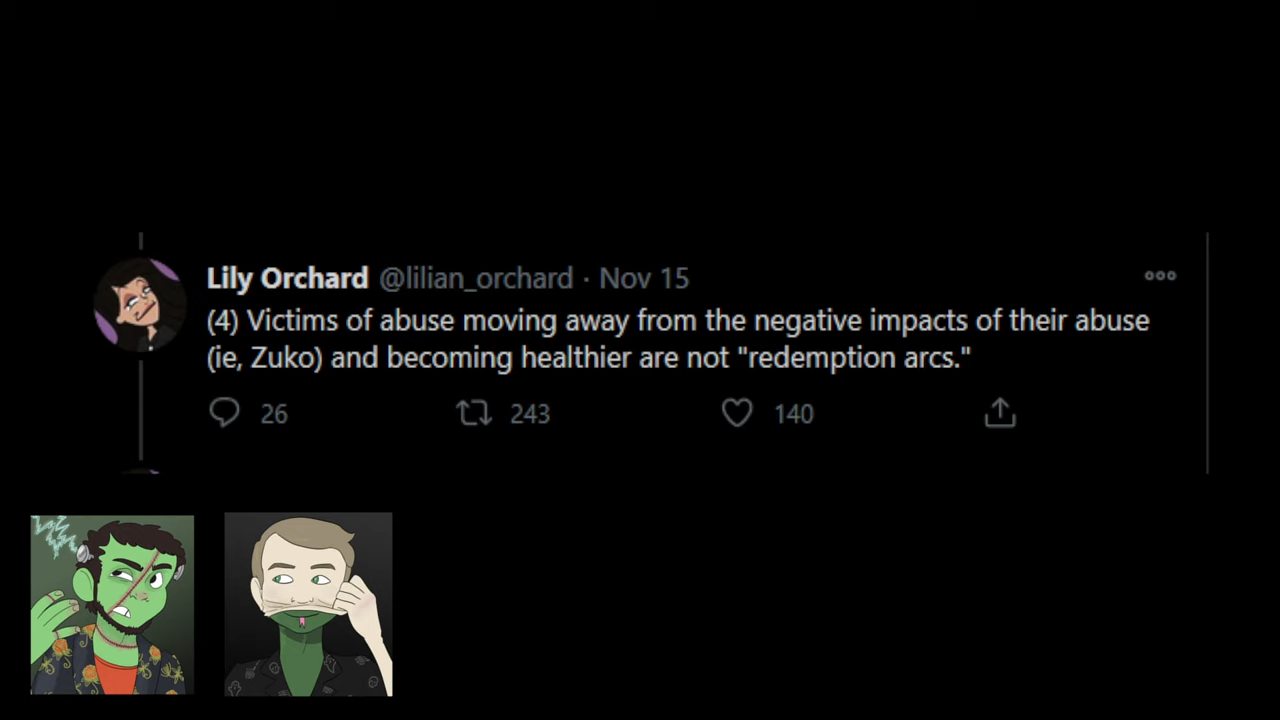 Lily Orchard @lilian_orchard · Nov 15
(4) Victims of abuse moving away from the negative impacts of their abuse
(ie, Zuko) and becoming healthier are not "redemption arcs."
26 243 140